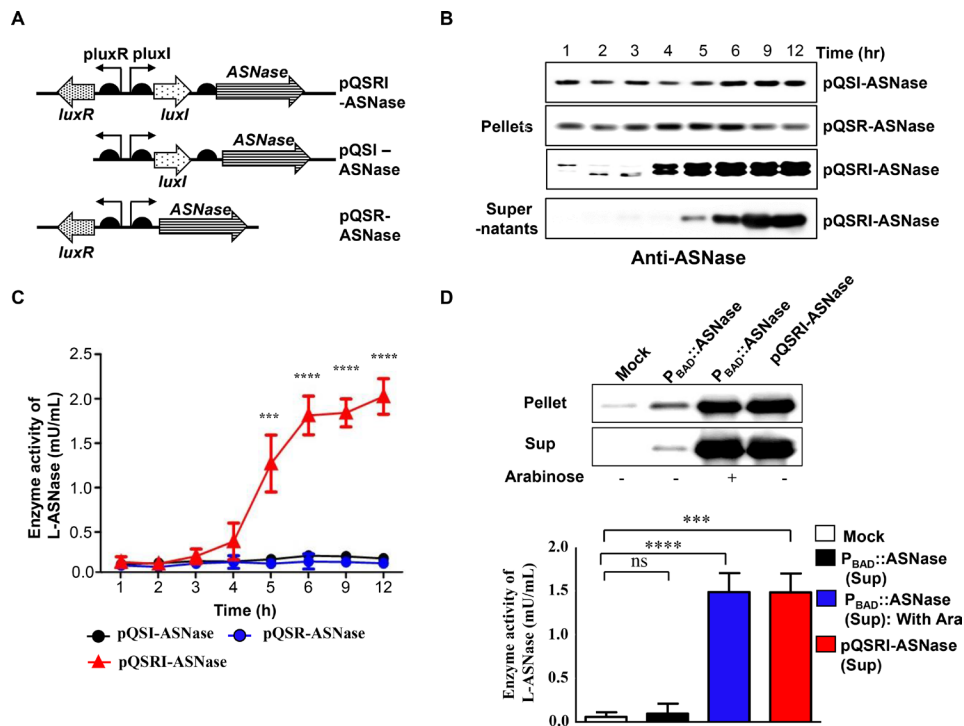 A
pluxR pluxI
ASNase
luxR
luxI
pQSRI
-ASNase
ASNase
luxI
pQSI –
ASNase
ASNase
luxR
pQSR-
ASNase
B
1 2 3 4 5 6 9 12 Time (hr)
pQSI-ASNase
Pellets
pQSR-ASNase
pQSRI-ASNase
Super
-natants
pQSRI-ASNase
Anti-ASNase
C
Enzyme activity of
L-ASNase (mU/mL)
2.5
2.0
1.5
1.0
0.5
0.0
*** **** **** ****
1 2 3 4 5 6 9 12
Time (h)
pQSI-ASNase pQSR-ASNase
pQSRI-ASNase
D
Mock
PBAD::ASNase
PBAD::ASNase
pQSRI-ASNase
Pellet
Sup
Arabinose - - + -
Enzyme activity of
L-ASNase (mU/mL)
2.0
1.5
1.0
0.0
***
****
ns
Mock
PBAD::ASNase
(Sup)
PBAD::ASNase
(Sup): With Ara
pQSRI-ASNase
(Sup)